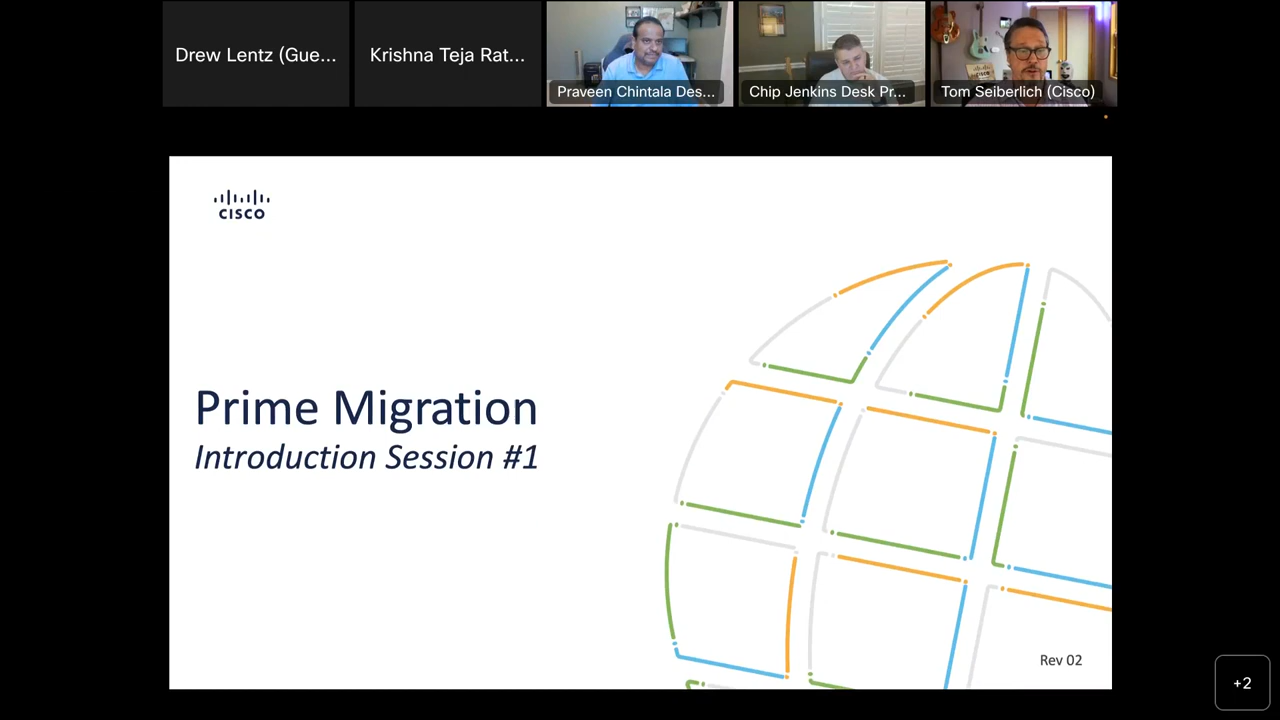 Drew Lentz (Gue...
Krishna Teja Rat...
Praveen Chintala Des...
Chip Jenkins Desk Pr...
Tom Seiberlich (Cisco)
CISCO
Prime Migration
Introduction Session #1
Rev 02
+2